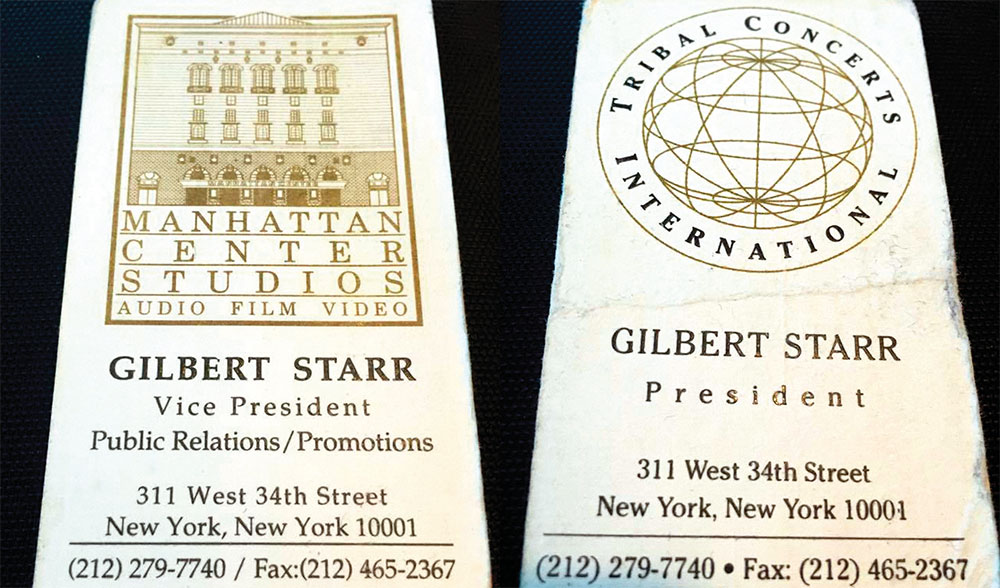 MANHATTAN
CENTER
STUDIOS
AUDIO FILM VIDEO
GILBERT STARR
Vice President
Public Relations/Promotions
311 West 34th Street
New York, New York 10001
(212) 279-7740 / Fax:(212) 465-2367
TRIBAL CONCERTS
INTERNATIONAL
GILBERT STARR
President
311 West 34th Street
New York, New York 10001
(212) 279-7740 • Fax: (212) 465-2367